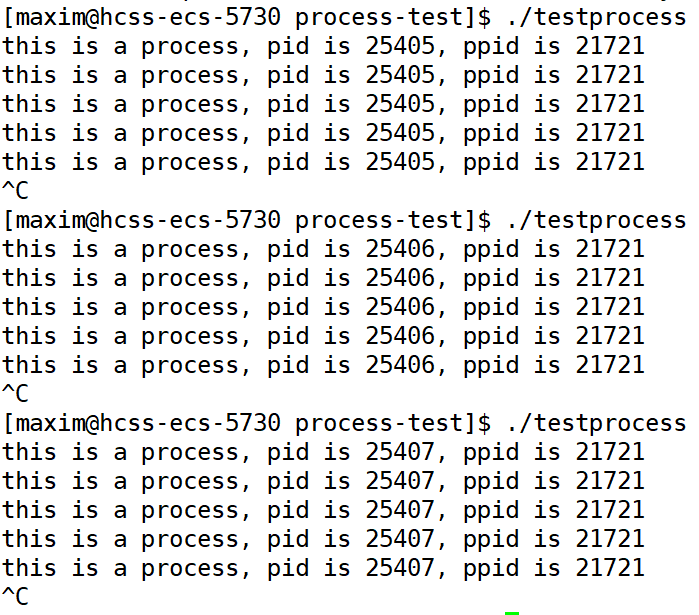 [maxim@hcss-ecs-5730 process-test]$ ./testprocess
this is a process, pid is 25405, ppid is 21721
this is a process, pid is 25405, ppid is 21721
this is a process, pid is 25405, ppid is 21721
this is a process, pid is 25405, ppid is 21721
this is a process, pid is 25405, ppid is 21721
^C
[maxim@hcss-ecs-5730 process-test]$ ./testprocess
this is a process, pid is 25406, ppid is 21721
this is a process, pid is 25406, ppid is 21721
this is a process, pid is 25406, ppid is 21721
this is a process, pid is 25406, ppid is 21721
this is a process, pid is 25406, ppid is 21721
^C
[maxim@hcss-ecs-5730 process-test]$ ./testprocess
this is a process, pid is 25407, ppid is 21721
this is a process, pid is 25407, ppid is 21721
this is a process, pid is 25407, ppid is 21721
this is a process, pid is 25407, ppid is 21721
this is a process, pid is 25407, ppid is 21721
^C